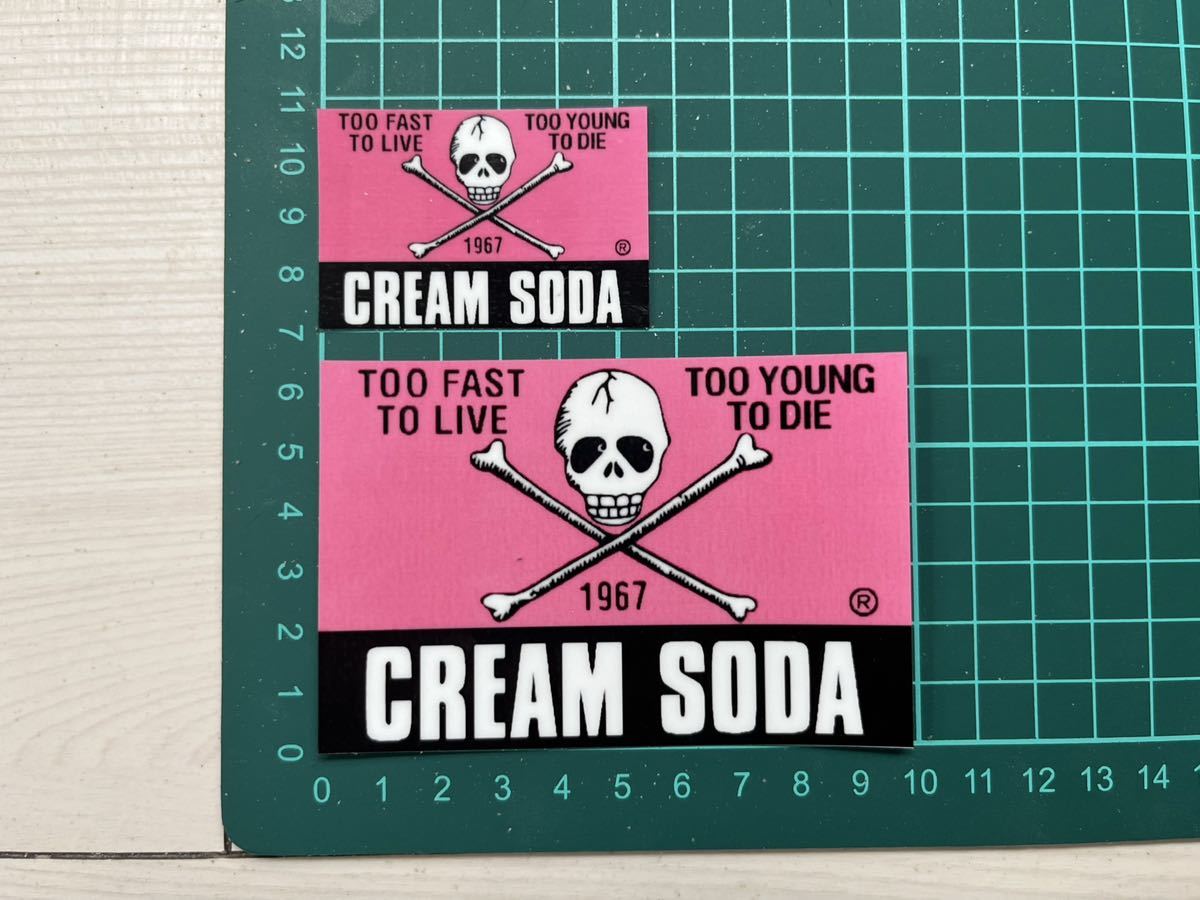 TOO FAST
TO LIVE
TOO YOUNG
TO DIE
1967
®
CREAM SODA
TOO FAST
TO LIVE
TOO YOUNG
TO DIE
1967
®
CREAM SODA
12
11
10
9
8
7
6
5
4
3
2
1
0
0 1 2 3 4 5 6 7 8 9 10 11 12 13 14